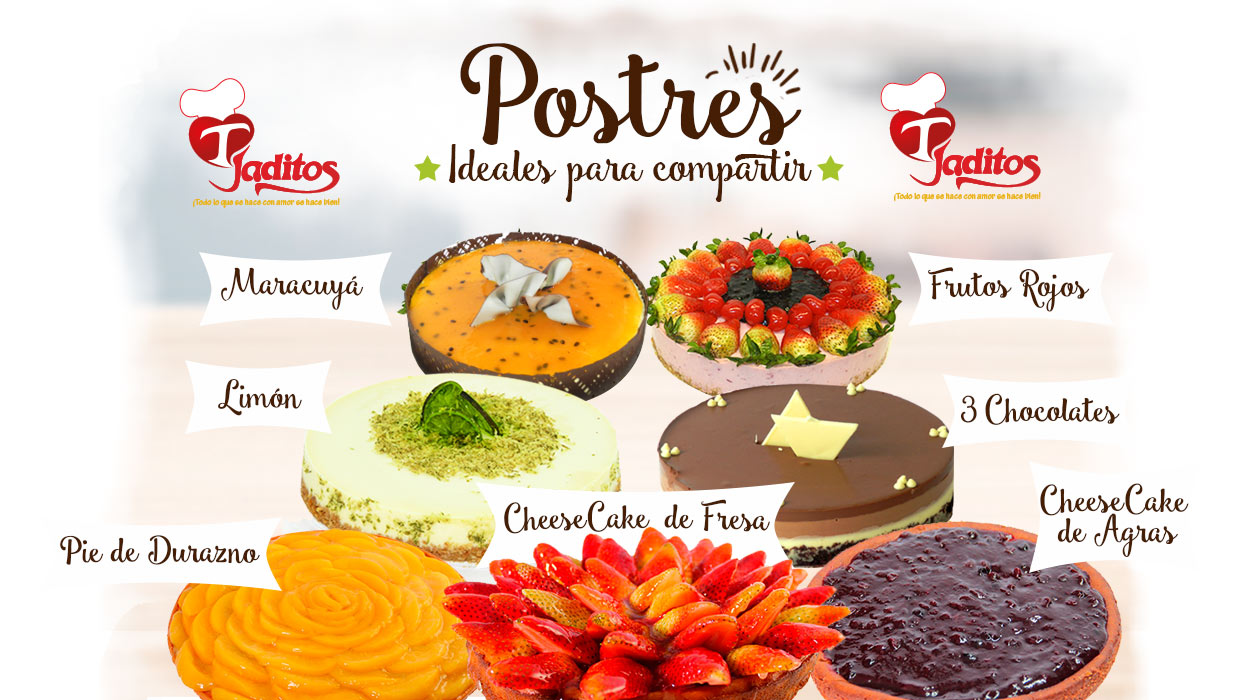 Postres
Ideales para compartir
TJaditos
¡Todo lo que se hace con amor se hace bien!
TJaditos
¡Todo lo que se hace con amor se hace bien!
Maracuyá
Frutos Rojos
Limón
3 Chocolates
CheeseCake de Fresa
CheeseCake
de Agras
Pie de Durazno